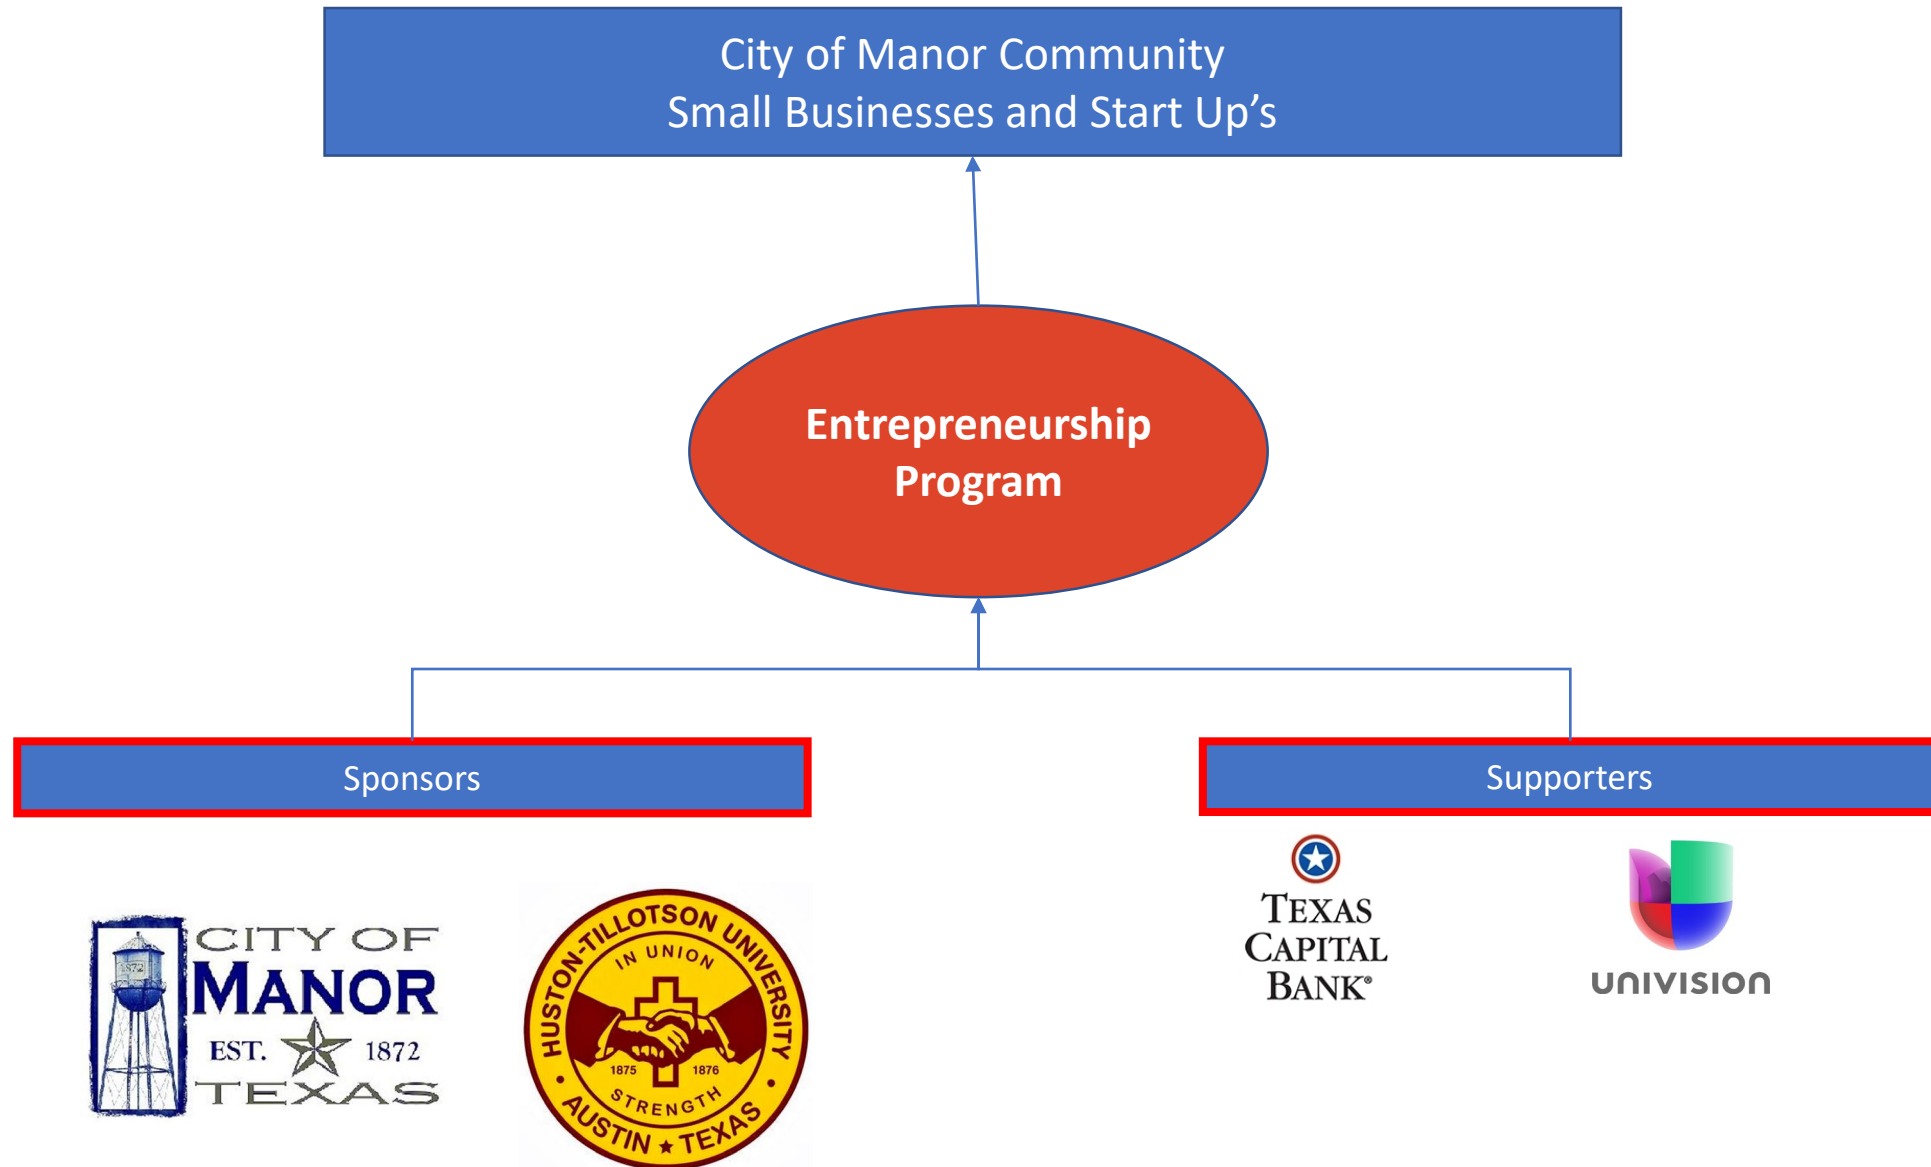 City of Manor Community
Small Businesses and Start Up’s
Entrepreneurship
Program
Sponsors
Supporters
CITY OF
MANOR
EST. 1872
TEXAS
1872
HUSTON-TILLOTSON UNIVERSITY
IN UNION
1875 1876
STRENGTH
AUSTIN ★ TEXAS
TEXAS
CAPITAL
BANK®
UNIVISION